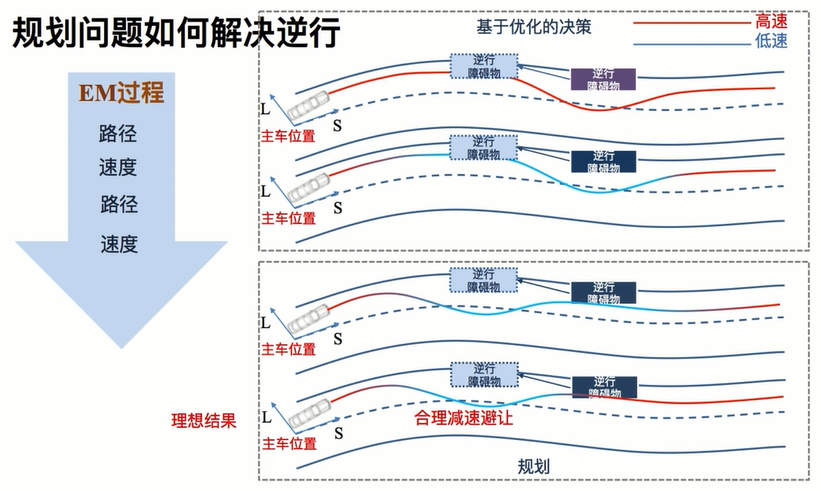 规划问题如何解决逆行
基于优化的决策
高速
低速
EM过程
路径
速度
路径
速度
逆行
障碍物
逆行
障碍物
L
S
主车位置
逆行
障碍物
逆行
障碍物
L
S
主车位置
逆行
障碍物
逆行
障碍物
L
S
主车位置
逆行
障碍物
逆行
障碍物
理想结果
L
S
主车位置
合理减速避让
规划